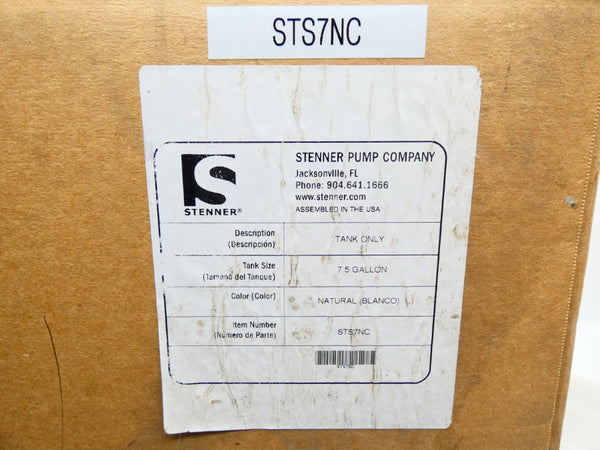 STS7NC
STENNER®
STENNER PUMP COMPANY
Jacksonville, FL
Phone: 904.641.1666
www.stenner.com
ASSEMBLED IN THE USA
Description
(Descripción)
TANK ONLY
Tank Size
(Tamano del Tanque)
7.5 GALLON
Color (Color)
NATURAL (BLANCO)
Item Number
(Número de Parte)
STS7NC
STS7NC